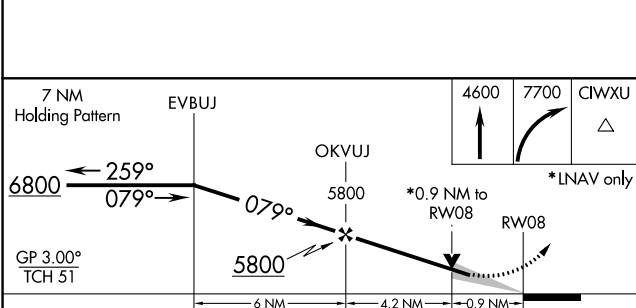 7 NM
Holding Pattern
EVBUJ
4600
7700
CIWXU
OKVUJ
*LNAV only
259°
6800
079°
079°
5800
*0.9 NM to
RW08
RW08
GP 3.00°
TCH 51
5800
6 NM
4.2 NM
0.9 NM